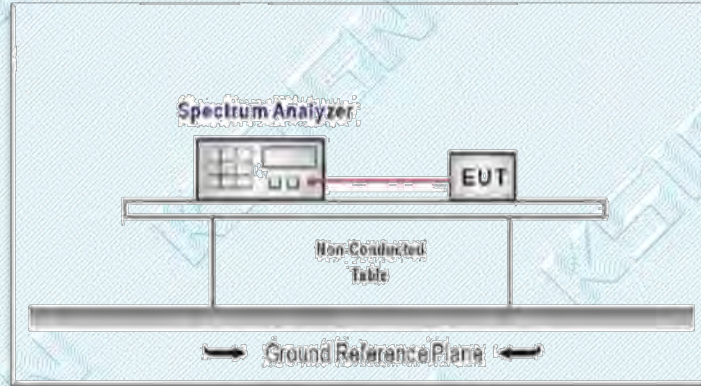 Spectrum Analyzer
EUT
Non-Conducted
Table
Ground Reference Plane